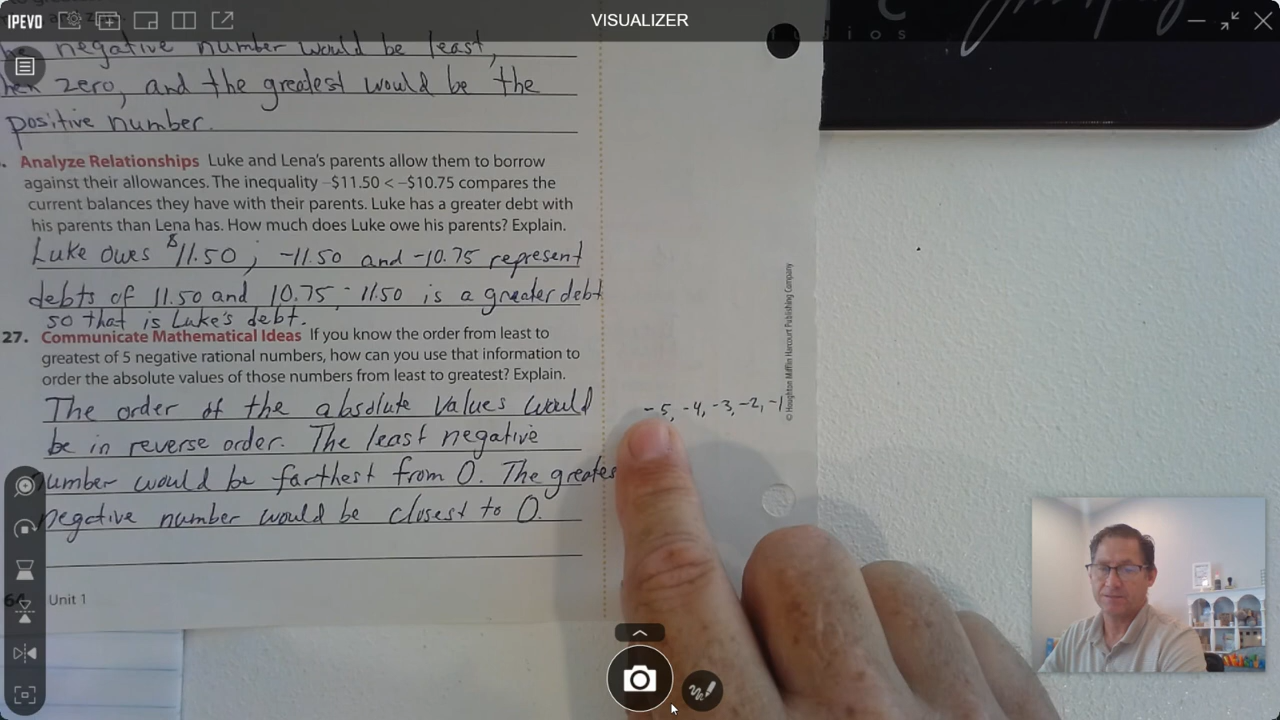 IPEVO
VISUALIZER
negative number would be least,
zero, and the greatest would be the
positive number.
Analyze Relationships Luke and Lena's parents allow them to borrow
against their allowances. The inequality −$11.50 < −$10.75 compares the
current balances they have with their parents. Luke has a greater debt with
his parents than Lena has. How much does Luke owe his parents? Explain.
Luke owes $11.50; -11.50 and -10.75 represent
debts of 11.50 and 10.75 - 11.50 is a greater debt
so that is Luke's debt.
27. Communicate Mathematical Ideas If you know the order from least to
greatest of 5 negative rational numbers, how can you use that information to
order the absolute values of those numbers from least to greatest? Explain.
The order of the absolute values would
be in reverse order. The least negative
number would be farthest from 0. The greates
negative number would be closest to 0.
-5, -4, -3, -2, -1
© Houghton Mifflin Harcourt Publishing Company
Unit 1